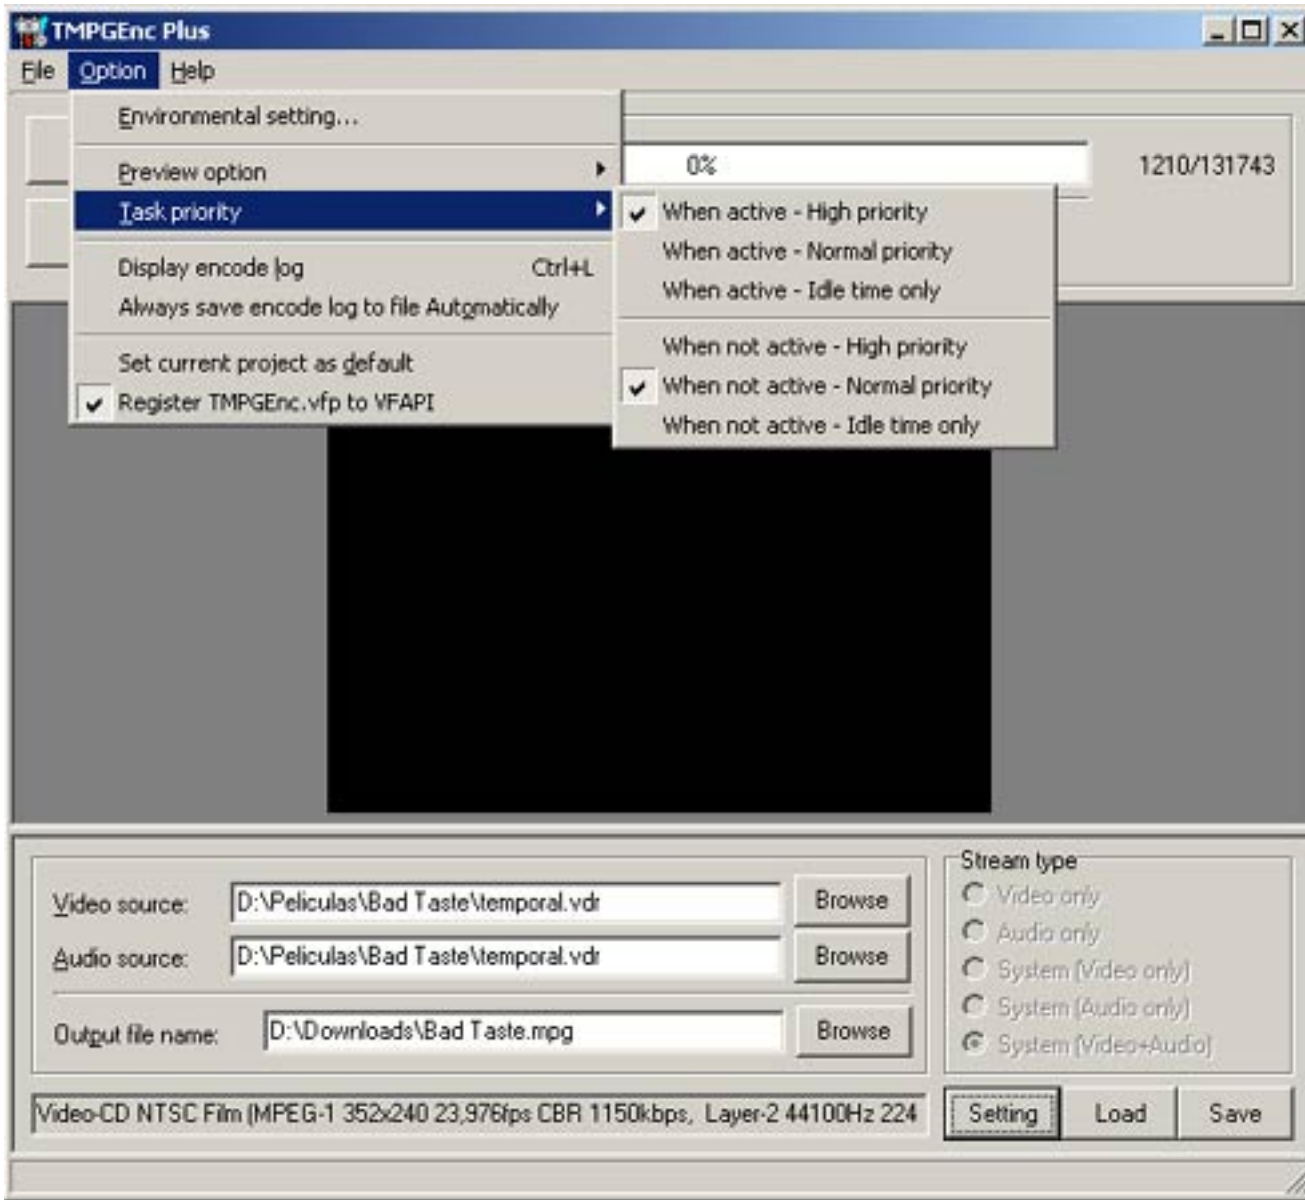 TMPGEnc Plus
File Option Help
Environmental setting...
Preview option
0%
1210/131743
Task priority
When active - High priority
When active - Normal priority
When active - Idle time only
Display encode log Ctrl+L
Always save encode log to file Automatically
When not active - High priority
Set current project as default
When not active - Normal priority
Register TMPGEnc.vfp to VFAPI
When not active - Idle time only
Video source: D:\Peliculas\Bad Taste\temporal.vdr Browse
Audio source: D:\Peliculas\Bad Taste\temporal.vdr Browse
Output file name: D:\Downloads\Bad Taste.mpg Browse
Stream type
Video only
Audio only
System (Video only)
System (Audio only)
System (Video+Audio)
Video-CD NTSC Film (MPEG-1 352x240 23,976fps CBR 1150kbps, Layer-2 44100Hz 224
Setting Load Save